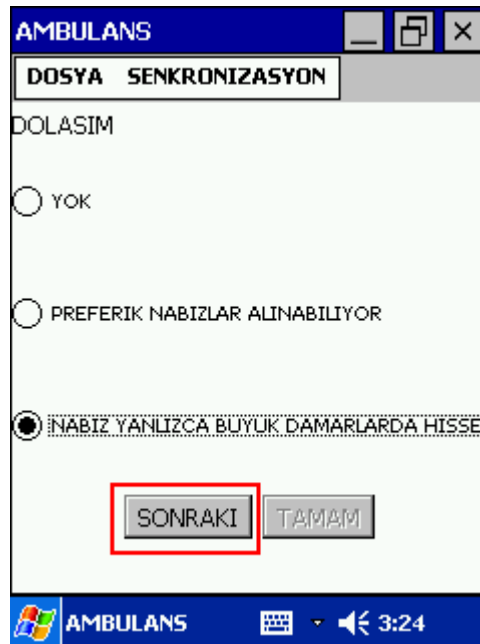 AMBULANS
DOSYA SENKRONIZASYON
DOLASIM
YOK
PREFERIK NABIZLAR ALINABILIYOR
NABIZ YANLIZCA BUYUK DAMARLARDA HISSE
SONRAKI TAMAM
AMBULANS 3:24